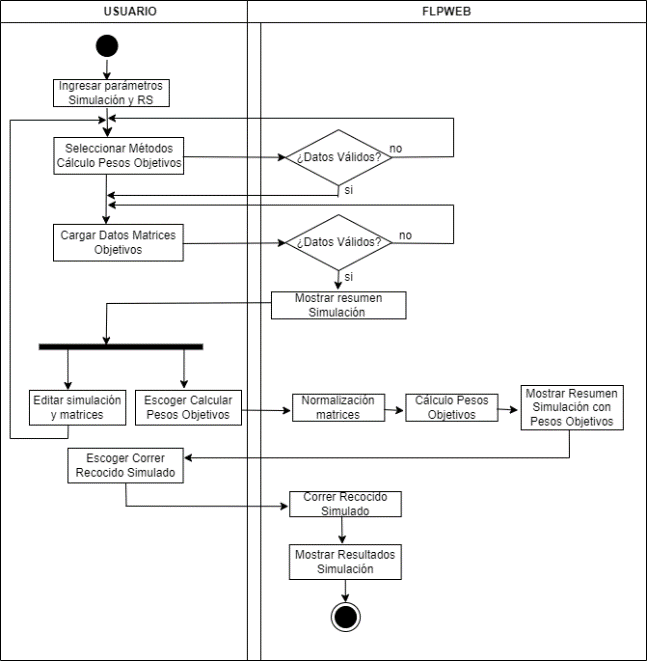 USUARIO
FLPWEB
Ingresar parámetros
Simulación y RS
Seleccionar Métodos
Cálculo Pesos Objetivos
¿Datos Válidos?
no
si
Cargar Datos Matrices
Objetivos
¿Datos Válidos?
no
si
Mostrar resumen
Simulación
Editar simulación
y matrices
Escoger Calcular
Pesos Objetivos
Normalización
matrices
Cálculo Pesos
Objetivos
Mostrar Resumen
Simulación con
Pesos Objetivos
Escoger Correr
Recocido Simulado
Correr Recocido
Simulado
Mostrar Resultados
Simulación